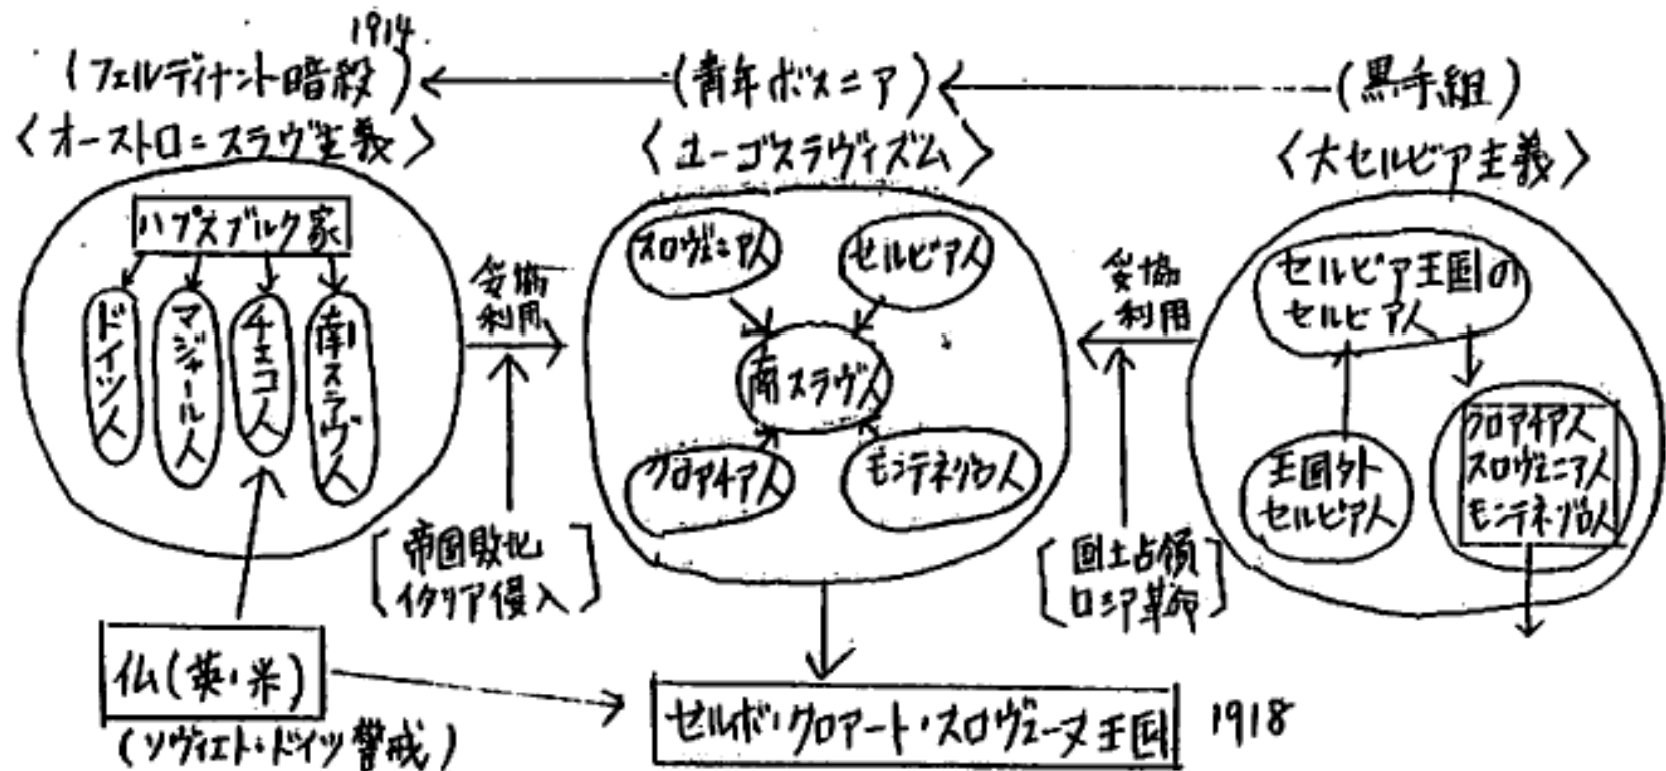 1914
(フェルディナント暗殺)
(青年ボスニア)
(黒手組)
〈オーストロ=スラヴ主義〉
〈ユーゴスラヴィズム〉
〈大セルビア主義〉
ハプスブルク家
ドイツ人
マジャール人
チェコ人
南スラヴ人
妥協
利用
[帝国敗北
イタリア侵入]
スロヴェニア人
セルビア人
南スラヴ人
クロアチア人
モンテネグロ人
妥協
利用
[国土占領
ロシア革命]
セルビア王国の
セルビア人
王国外
セルビア人
クロアチア人
スロヴェニア人
モンテネグロ人
仏(英・米)
(ソヴィエト・ドイツ警戒)
セルボ・クロアート・スロヴェーヌ王国
1918